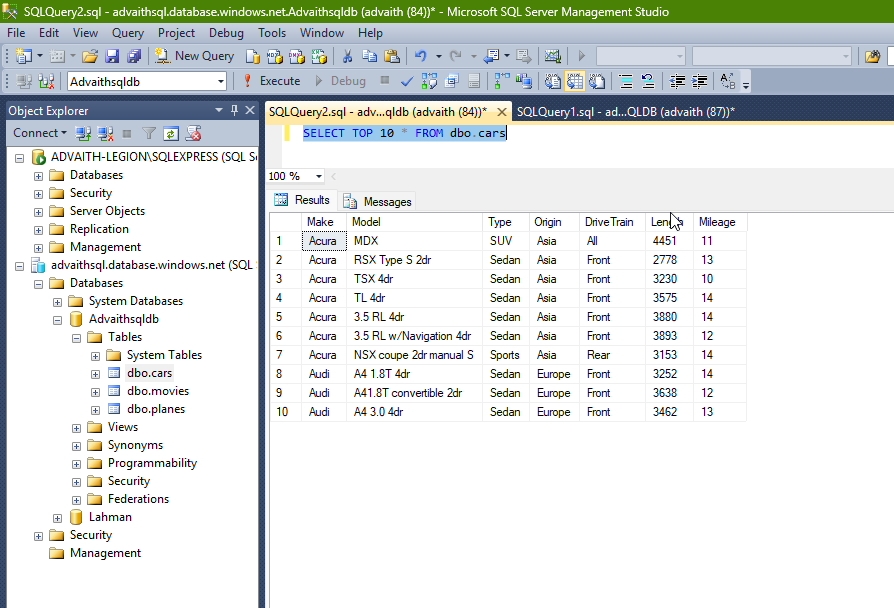 SQLQuery2.sql - advaithsql.database.windows.net.Advaithsqldb (advaith (84))* - Microsoft SQL Server Management Studio
File Edit View Query Project Debug Tools Window Help
New Query
Advaithsqldb Execute Debug
Object Explorer
Connect
ADVAITH-LEGION\SQLEXPRESS (SQL S
Databases
Security
Server Objects
Replication
Management
advaithsql.database.windows.net (SQL
Databases
System Databases
Advaithsqldb
Tables
System Tables
dbo.cars
dbo.movies
dbo.planes
Views
Synonyms
Programmability
Security
Federations
Lahman
Security
Management
SQLQuery2.sql - adv...qldb (advaith (84))* SQLQuery1.sql - ad...QLDB (advaith (87))*
SELECT TOP 10 * FROM dbo.cars
100 %
Results Messages
Make Model Type Origin DriveTrain Mileage
1 Acura MDX SUV Asia All 4451 11
2 Acura RSX Type S 2dr Sedan Asia Front 2778 13
3 Acura TSX 4dr Sedan Asia Front 3230 10
4 Acura TL 4dr Sedan Asia Front 3575 14
5 Acura 3.5 RL 4dr Sedan Asia Front 3880 14
6 Acura 3.5 RL w/Navigation 4dr Sedan Asia Front 3893 12
7 Acura NSX coupe 2dr manual S Sports Asia Rear 3153 14
8 Audi A4 1.8T 4dr Sedan Europe Front 3252 14
9 Audi A41.8T convertible 2dr Sedan Europe Front 3638 12
10 Audi A4 3.0 4dr Sedan Europe Front 3462 13